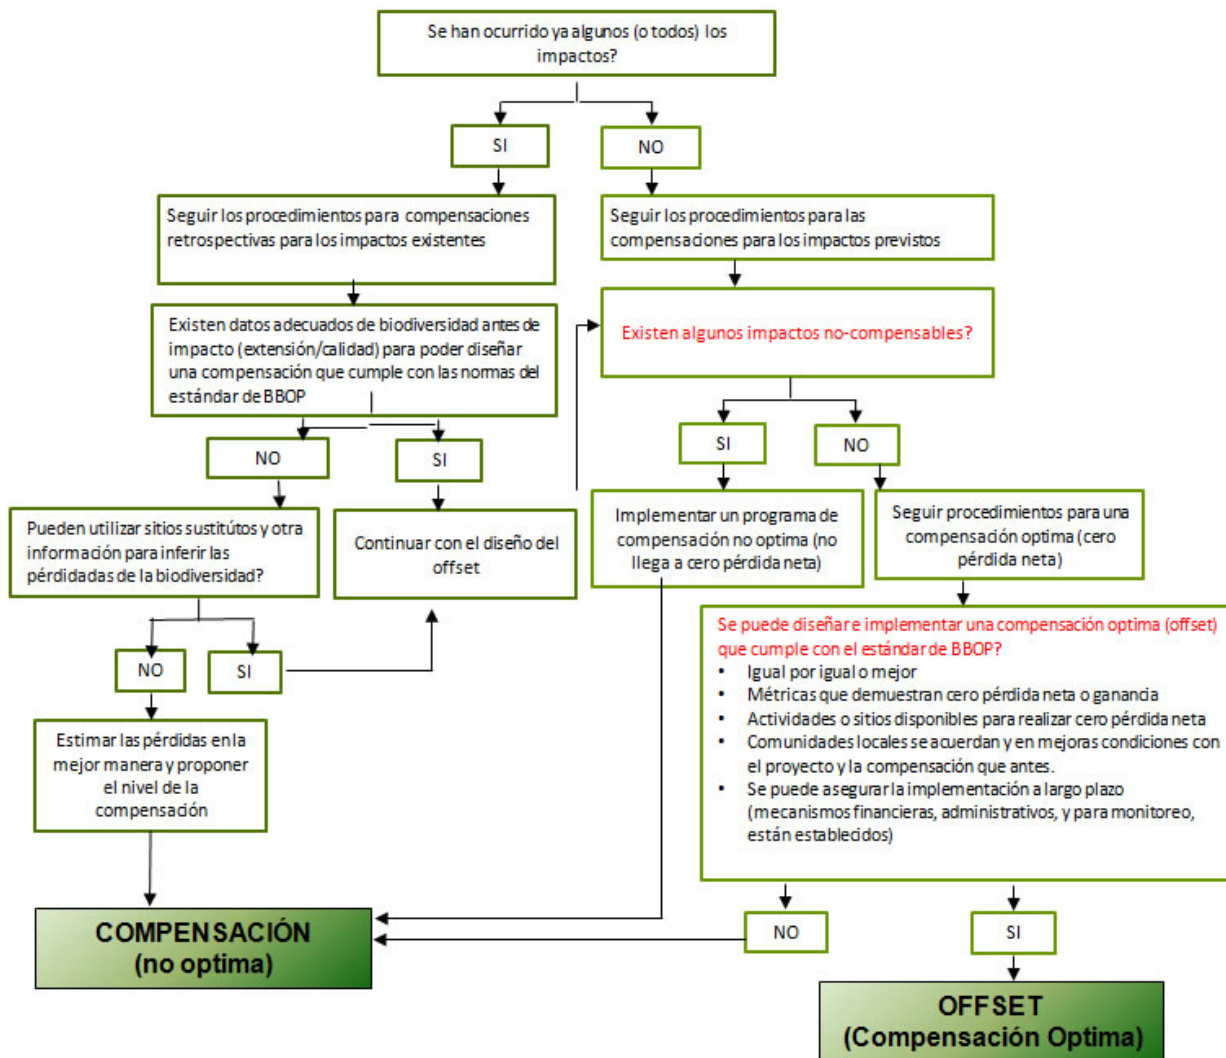 Se han ocurrido ya algunos (o todos) los
impactos?
SI
NO
Seguir los procedimientos para compensaciones
retrospectivas para los impactos existentes
Seguir los procedimientos para las
compensaciones para los impactos previstos
Existen datos adecuados de biodiversidad antes de
impacto (extensión/calidad) para poder diseñar
una compensación que cumple con las normas del
estándar de BBOP
Existen algunos impactos no-compensables?
NO
SI
SI
NO
Pueden utilizar sitios sustitútos y otra
información para inferir las
pérdidadas de la biodiversidad?
Continuar con el diseño del
offset
Implementar un programa de
compensación no optima (no
llega a cero pérdida neta)
Seguir procedimientos para una
compensación optima (cero
pérdida neta)
NO
SI
Se puede diseñar e implementar una compensación optima (offset)
que cumple con el estándar de BBOP?
• Igual por igual o mejor
• Métricas que demuestran cero pérdida neta o ganancia
• Actividades o sitios disponibles para realizar cero pérdida neta
• Comunidades locales se acuerdan y en mejoras condiciones con
el proyecto y la compensación que antes.
• Se puede asegurar la implementación a largo plazo
(mecanismos financieras, administrativos, y para monitoreo,
están establecidos)
Estimar las pérdidas en la
mejor manera y proponer
el nivel de la
compensación
NO
SI
COMPENSACIÓN
(no optima)
OFFSET
(Compensación Optima)